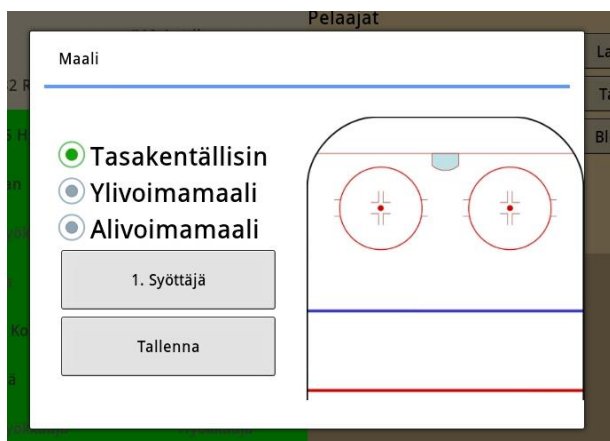 Pelaajat
Maali
Tasakentällisin
Ylivoimamaali
Alivoimamaali
1. Syöttäjä
Tallenna